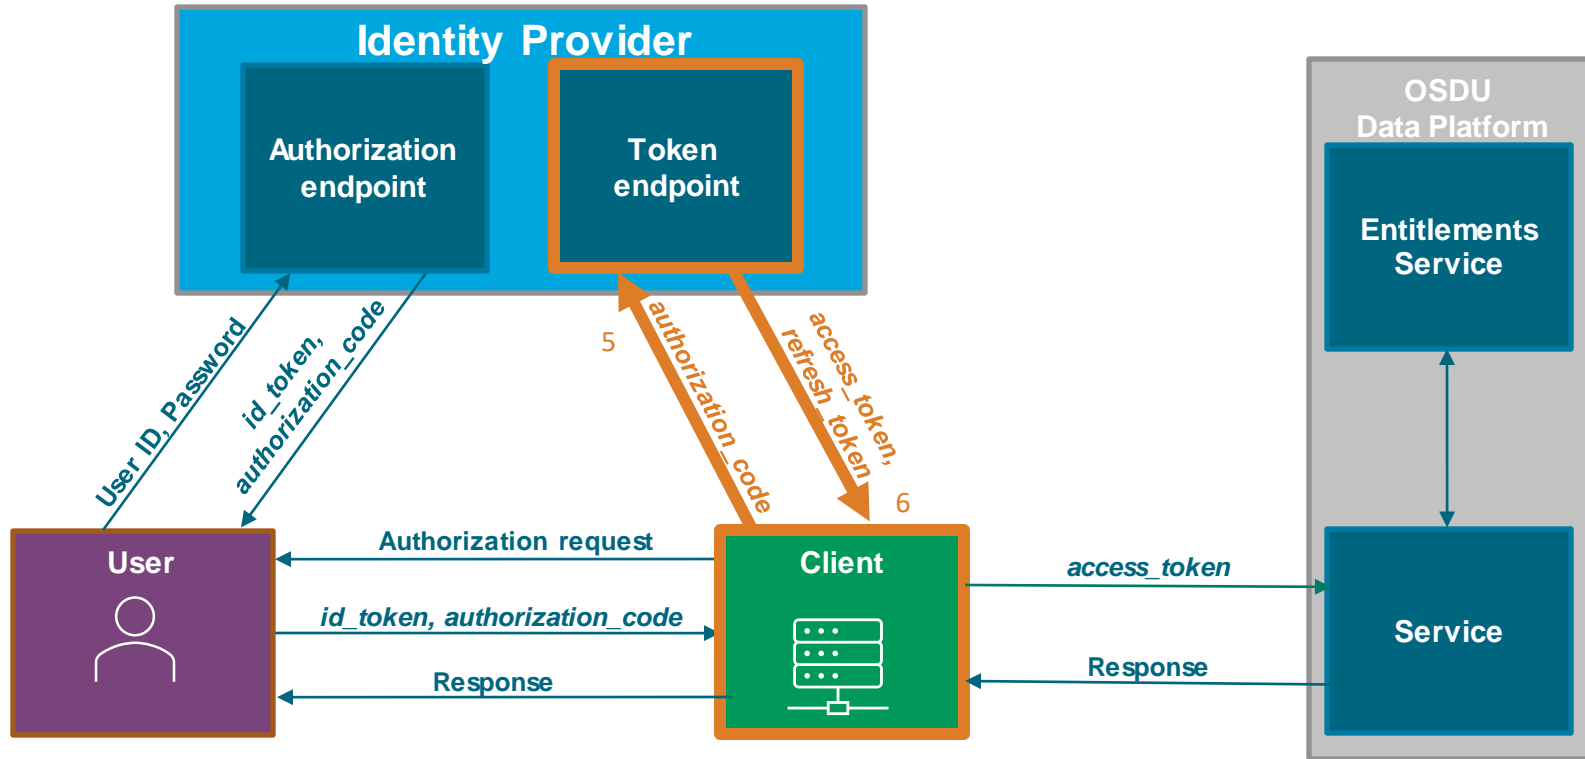 Identity Provider
Authorization
endpoint
Token
endpoint
OSDU
Data Platform
Entitlements
Service
User ID, Password
id_token,
authorization_code
5
authorization_code
access_token,
refresh_token
6
User
Authorization request
id_token, authorization_code
Response
Client
access_token
Response
Service